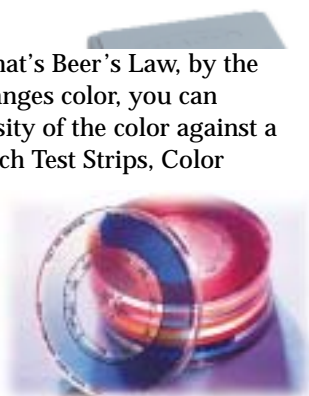 hat's Beer's Law, by the
anges color, you can
sity of the color against a
ch Test Strips, Color